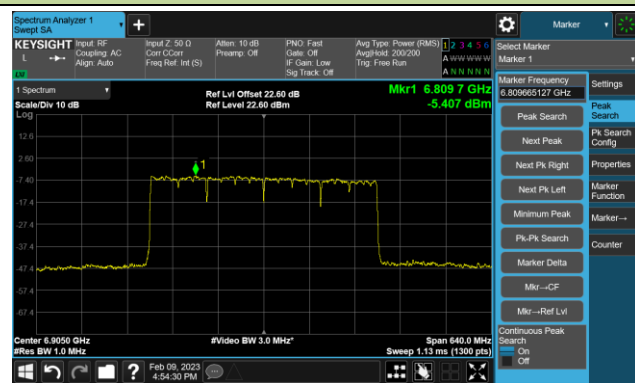 Spectrum Analyzer 1
Swept SA
Marker
KEYSIGHT
L
Input: RF
Coupling: AC
Align: Auto
Input Z: 50 Ω
Corr CCorr
Freq Ref: Int (S)
Atten: 10 dB
Preamp: Off
PNO: Fast
Gate: Off
IF Gain: Low
Sig Track: Off
Avg Type: Power (RMS)
Avg|Hold: 200/200
Trig: Free Run
1 2 3 4 5 6
A W W W W W
A N N N N N
Select Marker
Marker 1
1 Spectrum
Scale/Div 10 dB
Log
Ref Lvl Offset 22.60 dB
Ref Level 22.60 dBm
Mkr1 6.809 7 GHz
-5.407 dBm
12.6
2.60
-7.40
-17.4
-27.4
-37.4
-47.4
-57.4
-67.4
1
Center 6.9050 GHz
#Res BW 1.0 MHz
#Video BW 3.0 MHz*
Span 640.0 MHz
Sweep 1.13 ms (1300 pts)
Marker Frequency
6.809665127 GHz
Peak Search
Next Peak
Next Pk Right
Next Pk Left
Minimum Peak
Pk-Pk Search
Marker Delta
Mkr→CF
Mkr→Ref Lvl
Continuous Peak
Search
On
Off
Settings
Peak
Search
Pk Search
Config
Properties
Marker
Function
Marker→
Counter
?
Feb 09, 2023
4:54:30 PM